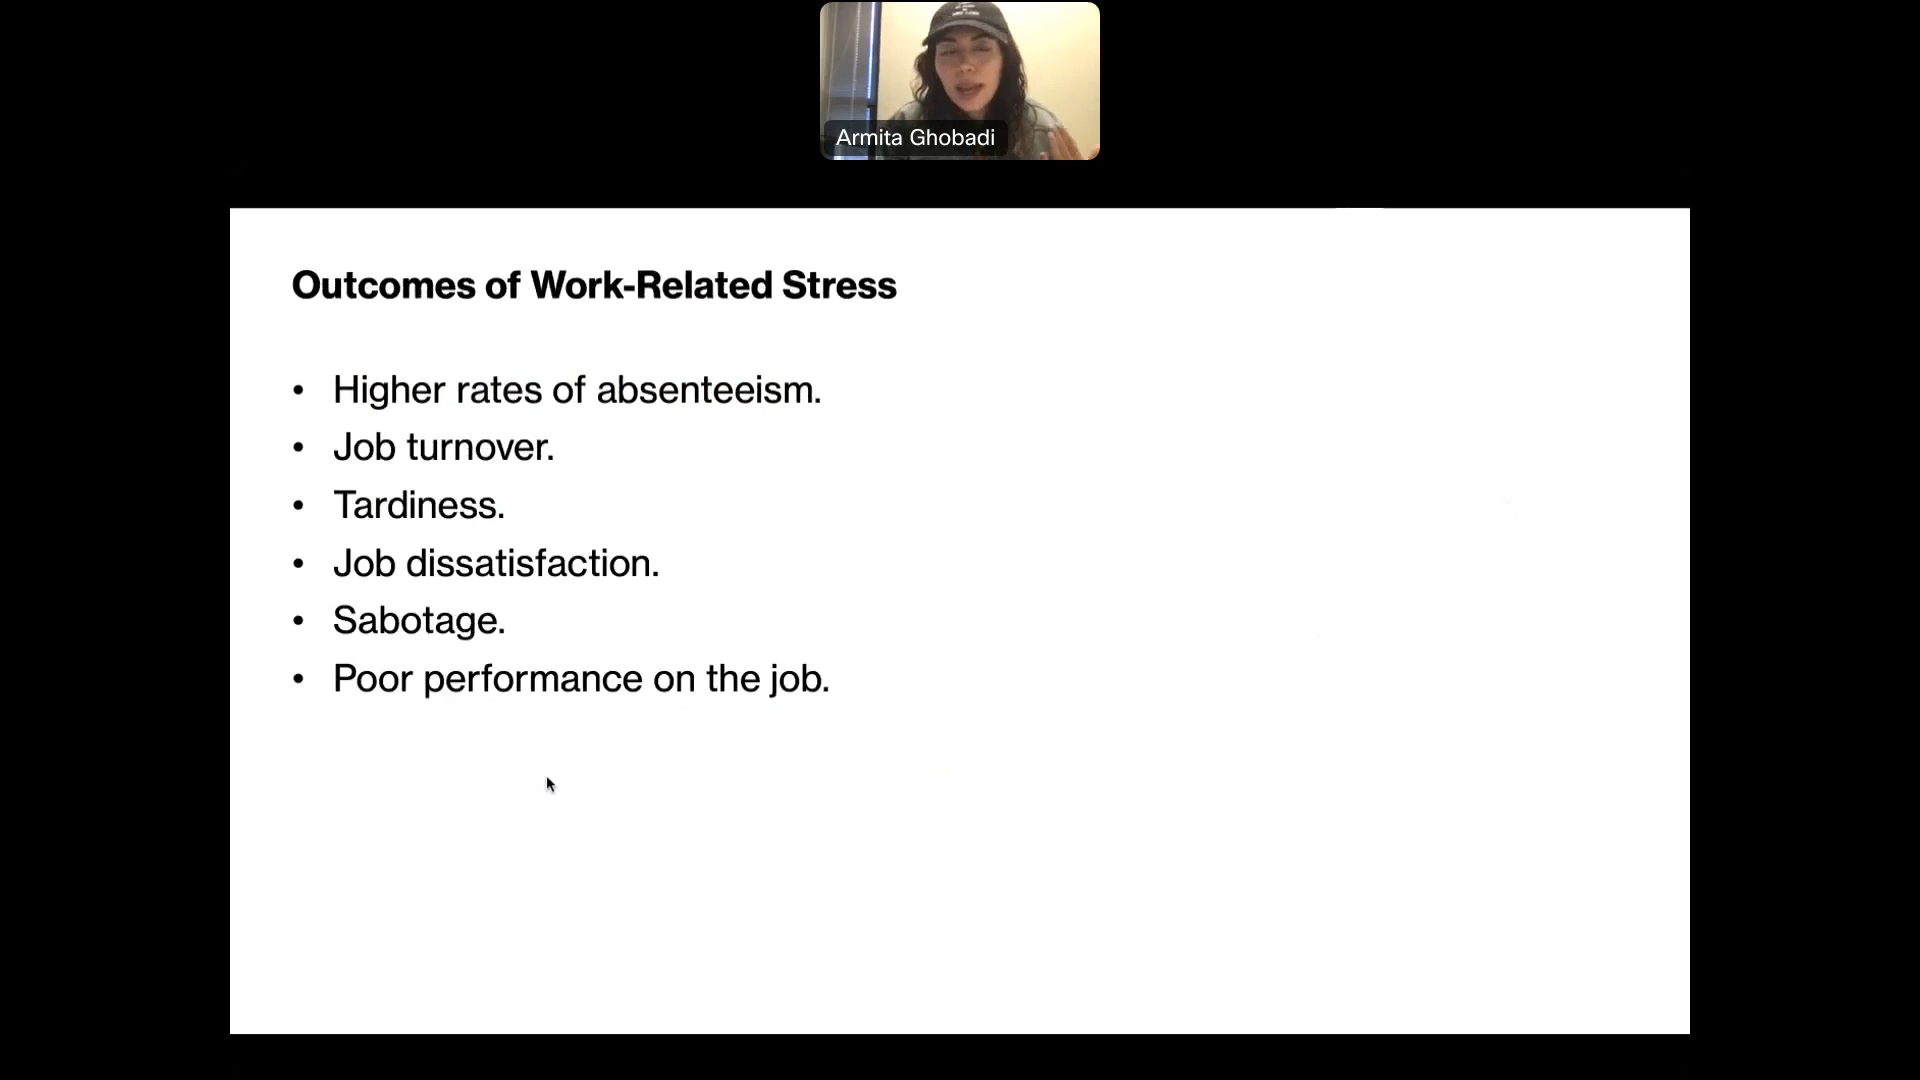 Armita Ghobadi
Outcomes of Work-Related Stress
• Higher rates of absenteeism.
• Job turnover.
• Tardiness.
• Job dissatisfaction.
• Sabotage.
• Poor performance on the job.